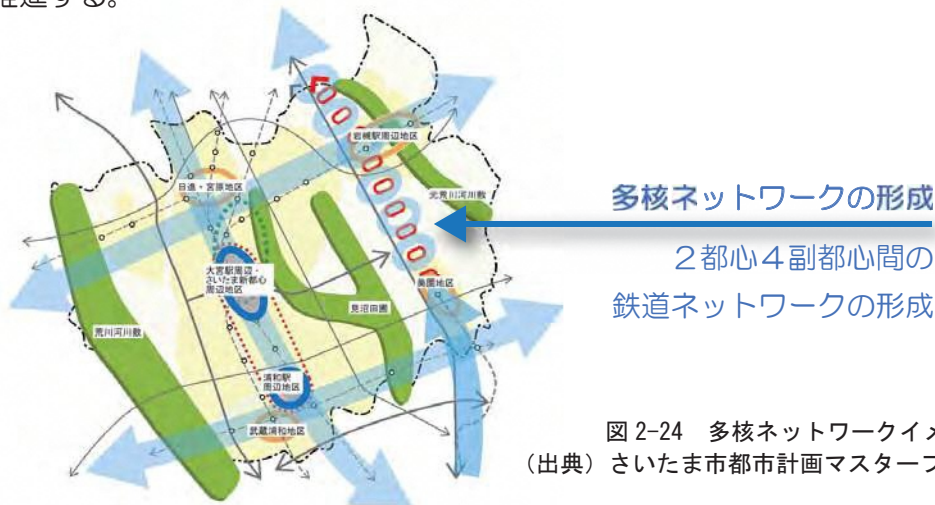 推進する。
岩槻駅周辺地区
日進・宮原地区
元荒川河川敷
多核ネットワークの形成
２都心４副都心間の
鉄道ネットワークの形成
大宮駅周辺・
さいたま新都心
周辺地区
美園地区
見沼田圃
荒川河川敷
浦和駅
周辺地区
武蔵浦和地区
図 2-24　多核ネットワークイメ
（出典）さいたま市都市計画マスタープ